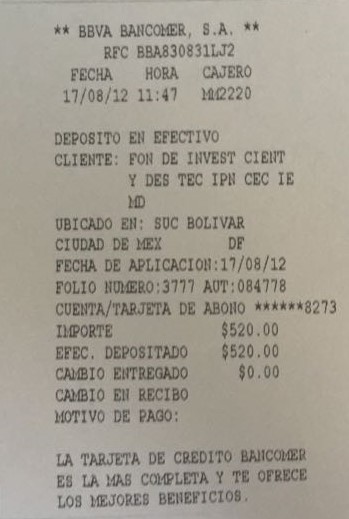 ** BBVA BANCOMER, S.A. **
RFC BBA830831LJ2
FECHA HORA CAJERO
17/08/12 11:47 MM2220
DEPOSITO EN EFECTIVO
CLIENTE: FON DE INVEST CIENT
Y DES TEC IPN CEC IE
MD
UBICADO EN: SUC BOLIVAR
CIUDAD DE MEX DF
FECHA DE APLICACION:17/08/12
FOLIO NUMERO:3777 AUT:084778
CUENTA/TARJETA DE ABONO ******8273
IMPORTE $520.00
EFEC. DEPOSITADO $520.00
CAMBIO ENTREGADO $0.00
CAMBIO EN RECIBO
MOTIVO DE PAGO:
LA TARJETA DE CREDITO BANCOMER
ES LA MAS COMPLETA Y TE OFRECE
LOS MEJORES BENEFICIOS.